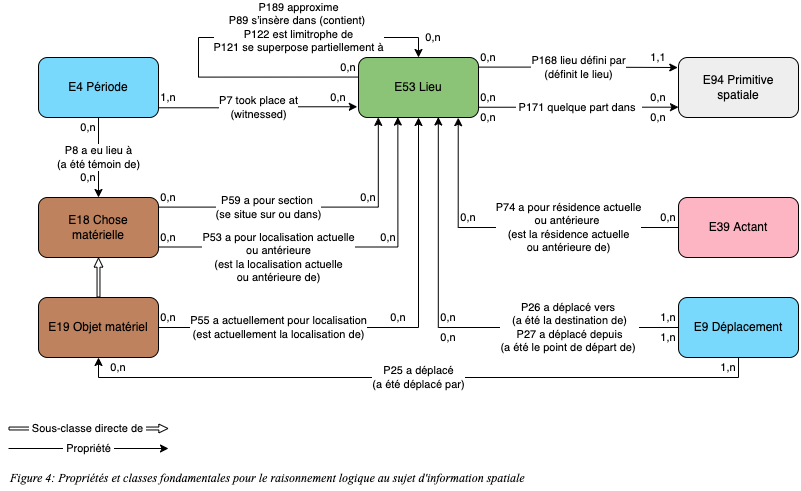 P189 approxime
P89 s'insère dans (contient)
P122 est limitrophe de
P121 se superpose partiellement à
0,n
0,n
E4 Période
E53 Lieu
E94 Primitive
spatiale
0,n
P168 lieu défini par
(définit le lieu)
1,1
1,n
P7 took place at
(witnessed)
0,n
0,n
0,n
P171 quelque part dans
0,n
0,n
0,n
P8 a eu lieu à
(a été témoin de)
0,n
E18 Chose
matérielle
0,n
P59 a pour section
(se situe sur ou dans)
0,n
0,n
P53 a pour localisation actuelle
ou antérieure
(est la localisation actuelle
ou antérieure de)
0,n
0,n
P74 a pour résidence actuelle
ou antérieure
(est la résidence actuelle
ou antérieure de)
0,n
E39 Actant
E19 Objet matériel
0,n
P55 a actuellement pour localisation
(est actuellement la localisation de)
0,n
0,n
0,n
P26 a déplacé vers
(a été la destination de)
P27 a déplacé depuis
(a été le point de départ de)
1,n
1,n
E9 Déplacement
0,n
P25 a déplacé
(a été déplacé par)
1,n
Sous-classe directe de
Propriété
Figure 4: Propriétés et classes fondamentales pour le raisonnement logique au sujet d'information spatiale